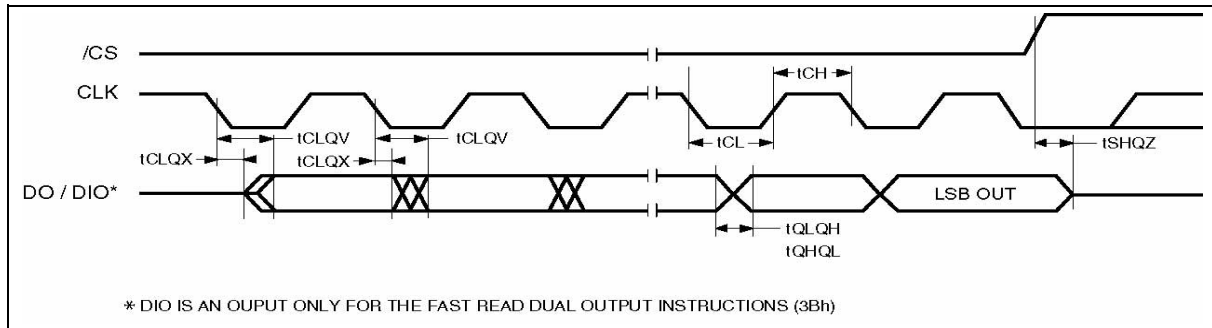 /CS
tCH
CLK
tCLQV
tCLQV
tCL
tSHQZ
tCLQX
tCLQX
DO / DIO*
LSB OUT
tQLQH
tQHQL
* DIO IS AN OUPUT ONLY FOR THE FAST READ DUAL OUTPUT INSTRUCTIONS (3Bh)